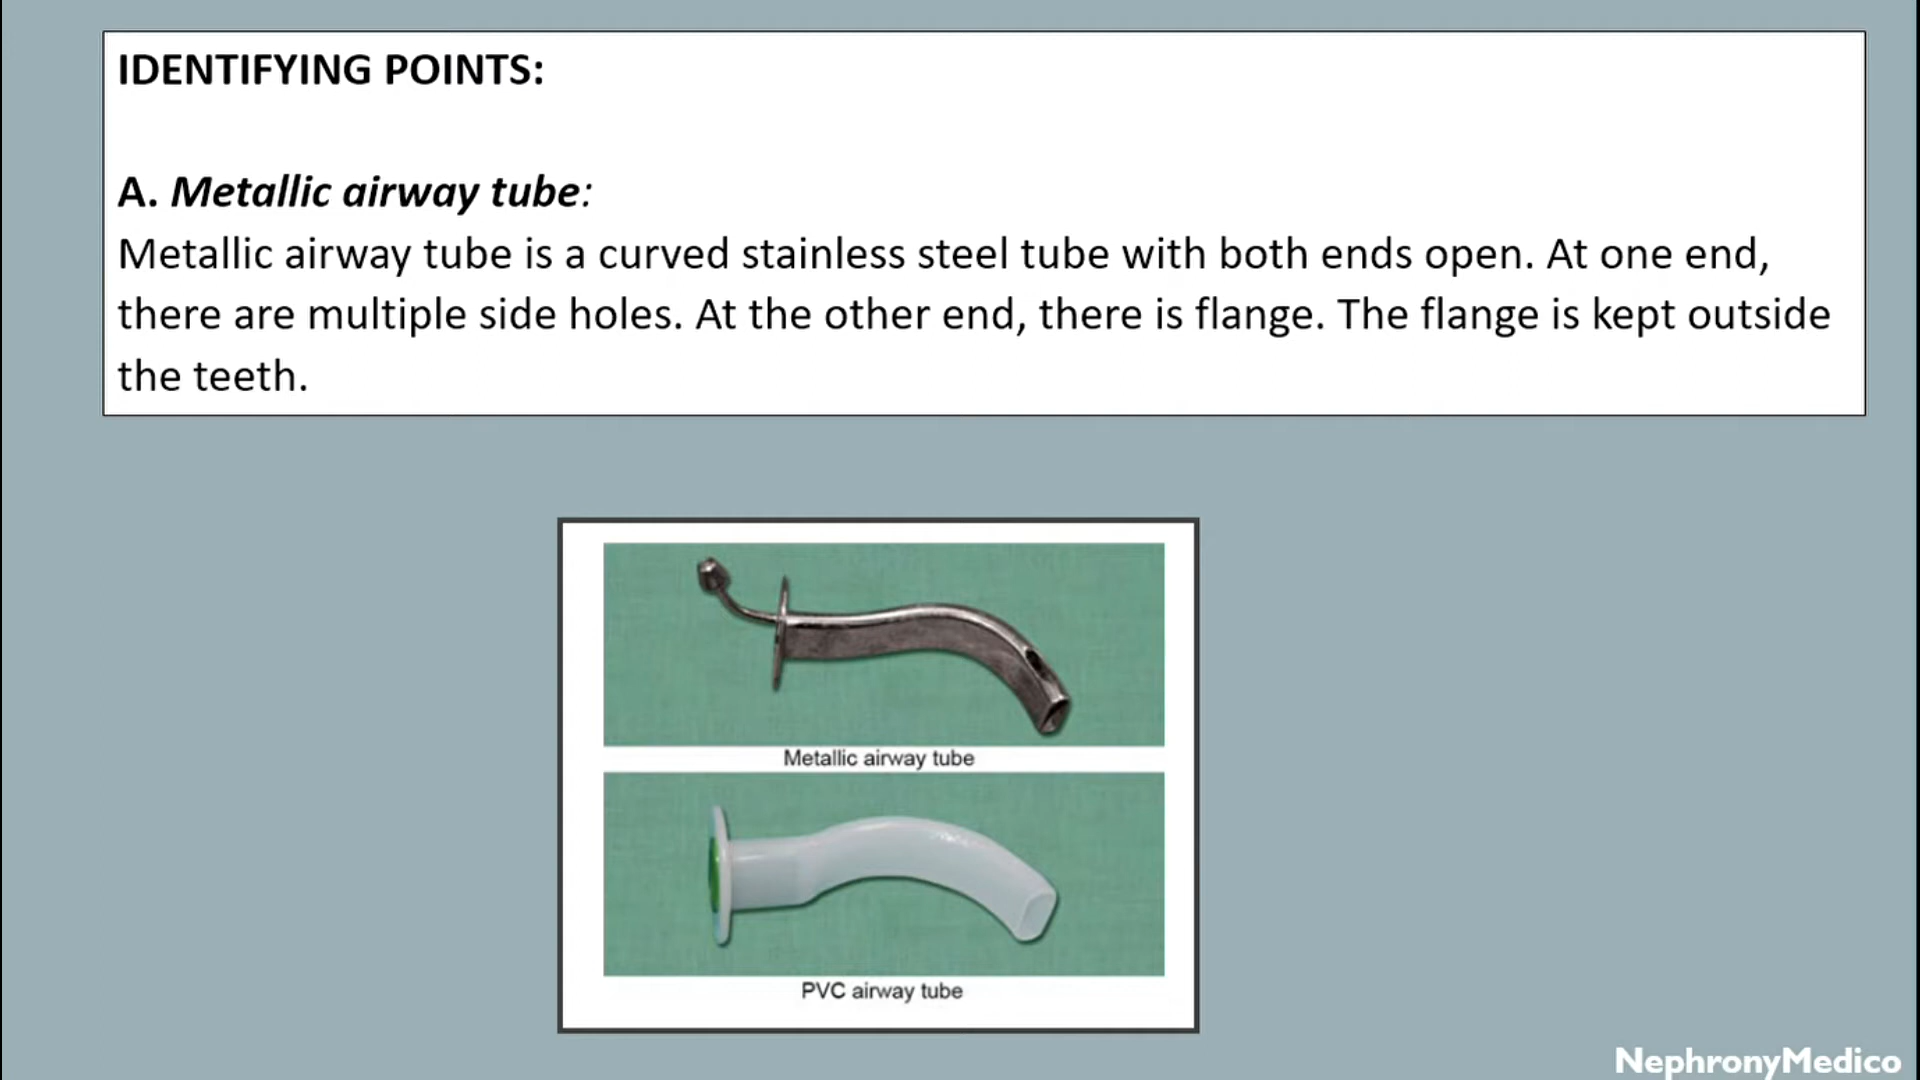 IDENTIFYING POINTS:
A. Metallic airway tube:
Metallic airway tube is a curved stainless steel tube with both ends open. At one end,
there are multiple side holes. At the other end, there is flange. The flange is kept outside
the teeth.
Metallic airway tube
PVC airway tube
NephronyMedico